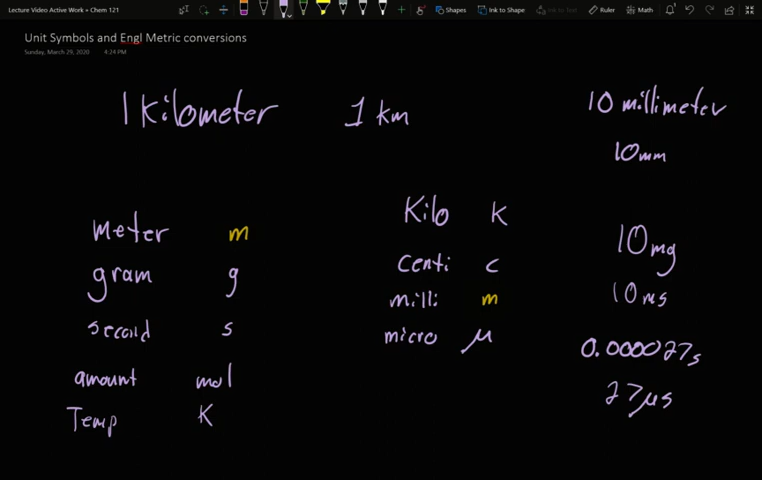 Lecture Video Active Work • Chem 121
Shapes
Ink to Shape
Ink to Text
Ruler
Math
Unit Symbols and Engl Metric conversions
Sunday, March 29, 2020 4:24 PM
1 Kilometer 1 km 10 millimeter
10mm
Kilo K
meter m 10mg
centi c
gram g 10ms
milli m
second s micro μ 0.000027s
amount mol 27μs
Temp K